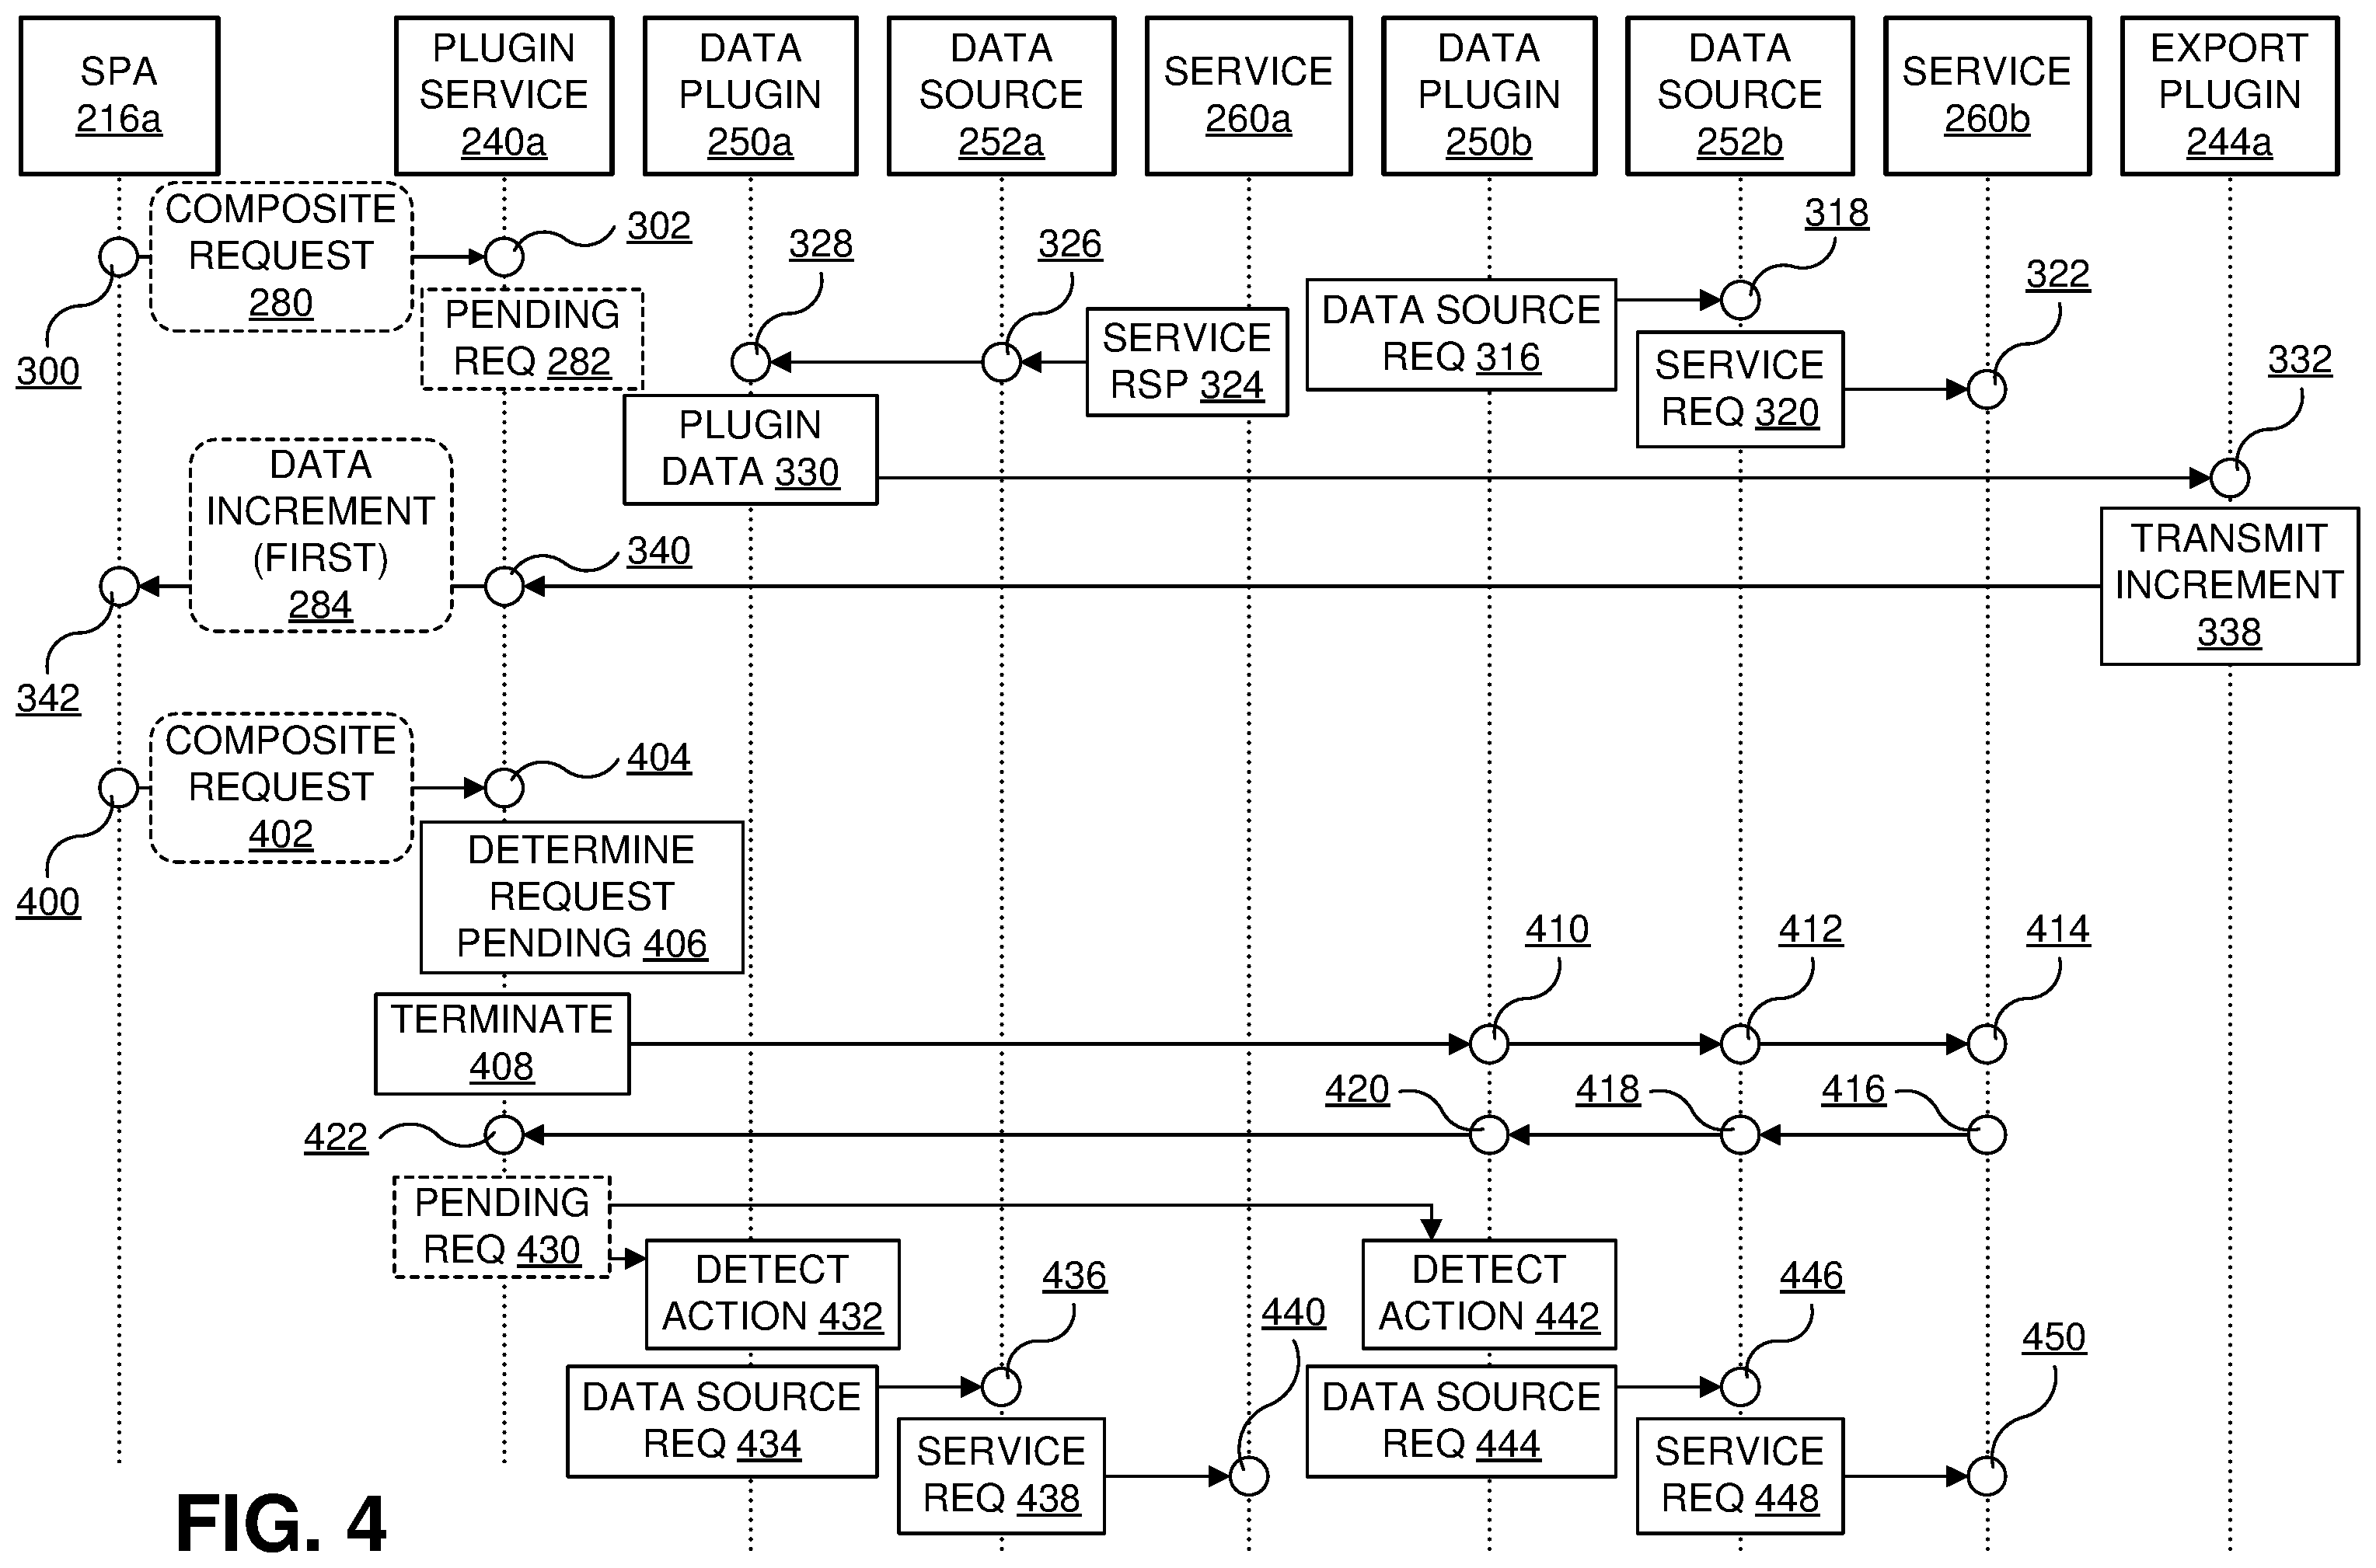 SPA
216a
PLUGIN
SERVICE
240a
DATA
PLUGIN
250a
DATA
SOURCE
252a
SERVICE
260a
DATA
PLUGIN
250b
DATA
SOURCE
252b
SERVICE
260b
EXPORT
PLUGIN
244a
COMPOSITE
REQUEST
280
300
302
PENDING
REQ 282
328
326
SERVICE
RSP 324
DATA SOURCE
REQ 316
318
SERVICE
REQ 320
322
332
PLUGIN
DATA 330
DATA
INCREMENT
(FIRST)
284
340
342
TRANSMIT
INCREMENT
338
COMPOSITE
REQUEST
402
400
404
DETERMINE
REQUEST
PENDING 406
TERMINATE
408
410
412
414
420
418
416
422
PENDING
REQ 430
DETECT
ACTION 432
436
440
DETECT
ACTION 442
446
450
DATA SOURCE
REQ 434
SERVICE
REQ 438
DATA SOURCE
REQ 444
SERVICE
REQ 448
FIG. 4